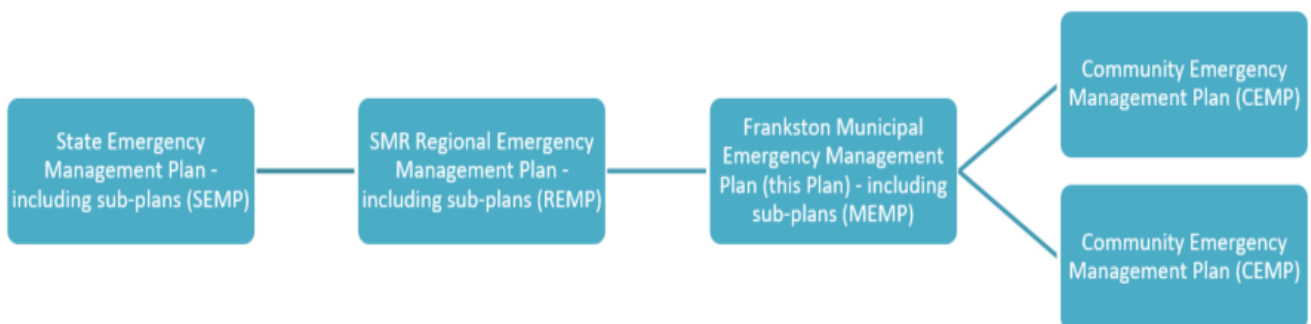 State Emergency
Management Plan -
including sub-plans (SEMP)
SMR Regional Emergency
Management Plan -
including sub-plans (REMP)
Frankston Municipal
Emergency Management
Plan (this Plan) - including
sub-plans (MEMP)
Community Emergency
Management Plan (CEMP)
Community Emergency
Management Plan (CEMP)